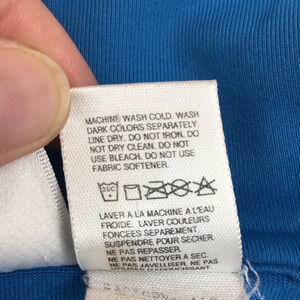 MACHINE WASH COLD. WASH
DARK COLORS SEPARATELY.
LINE DRY. DO NOT IRON. DO
NOT DRY CLEAN. DO NOT USE
BLEACH. DO NOT USE
FABRIC SOFTENER.
30C
LAVER A LA MACHINE A L'EAU
FROIDE. LAVER COULEURS
FONCÉES SEPAREMENT.
SUSPENDRE POUR SECHER.
NE PAS REPASSER.
NE PAS NETTOYER A SEC.
NE PAS JAVELLISER. NE PAS